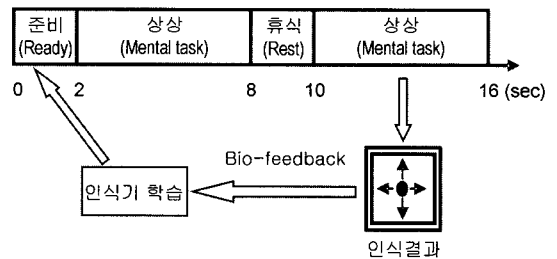 준비 상상 휴식 상상
(Ready) (Mental task) (Rest) (Mental task)
0 2 8 10 16 (sec)
Bio-feedback
인식기 학습
인식결과